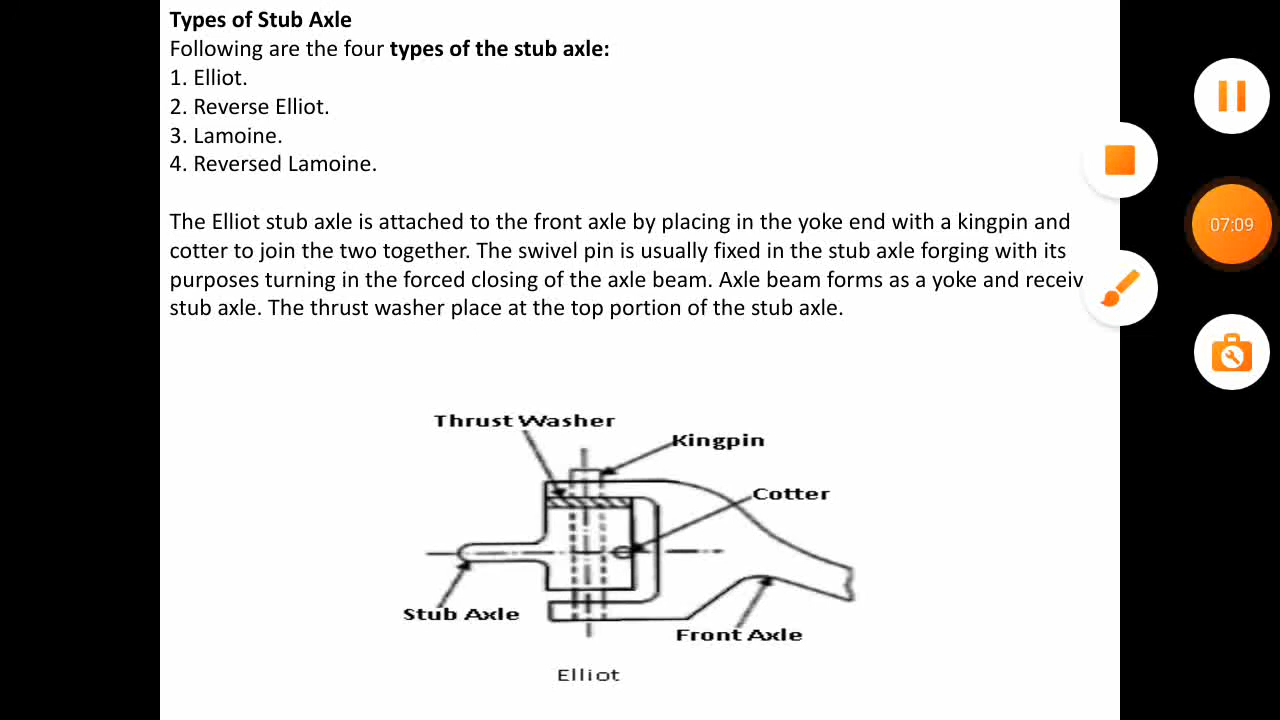 Types of Stub Axle
Following are the four types of the stub axle:
1. Elliot.
2. Reverse Elliot.
3. Lamoine.
4. Reversed Lamoine.
The Elliot stub axle is attached to the front axle by placing in the yoke end with a kingpin and
cotter to join the two together. The swivel pin is usually fixed in the stub axle forging with its
purposes turning in the forced closing of the axle beam. Axle beam forms as a yoke and receiv
stub axle. The thrust washer place at the top portion of the stub axle.
Thrust Washer
Kingpin
Cotter
Stub Axle
Front Axle
Elliot
07:09